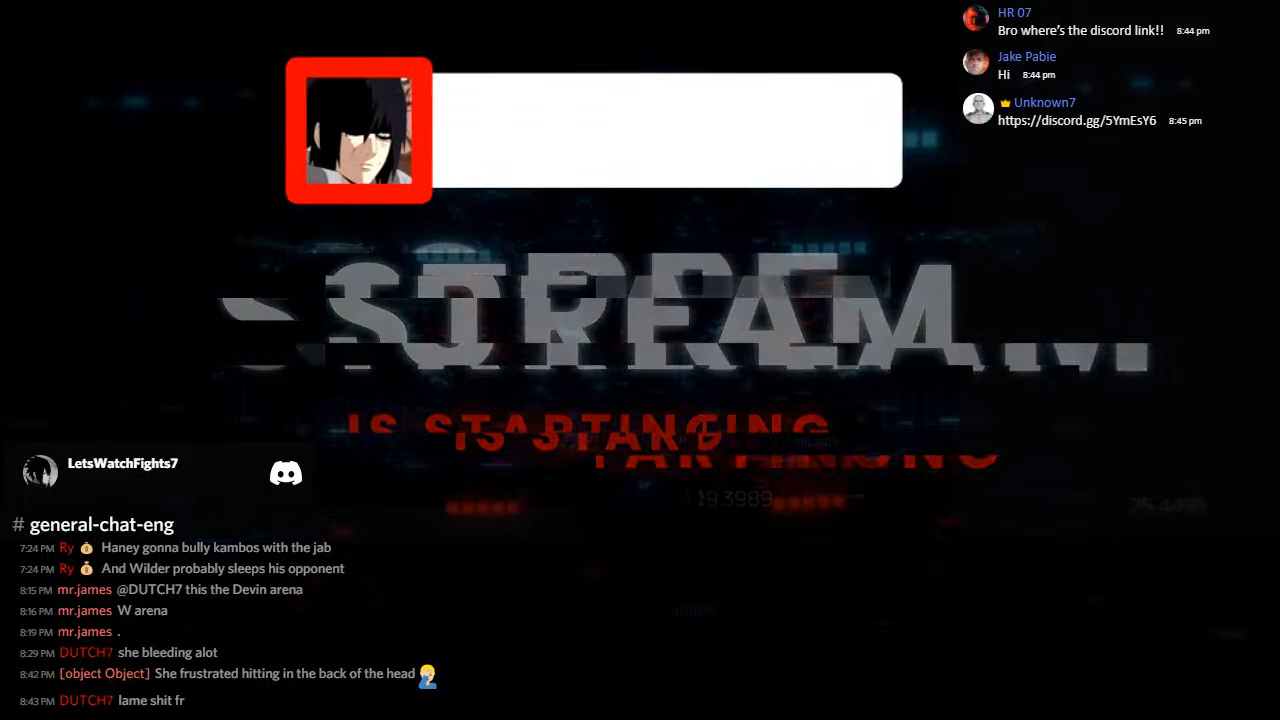 HR 07
Bro where's the discord link!! 8:44 pm
Jake Pabie
Hi 8:44 pm
Unknown7
https://discord.gg/5YmEsY6 8:45 pm
STREAM
IS STARTING
LetsWatchFights7
# general-chat-eng
7:24 PM Ry Haney gonna bully kambos with the jab
7:24 PM Ry And Wilder probably sleeps his opponent
8:15 PM mr.james @DUTCH7 this the Devin arena
8:16 PM mr.james W arena
8:19 PM mr.james .
8:29 PM DUTCH7 she bleeding alot
8:42 PM [object Object] She frustrated hitting in the back of the head
8:43 PM DUTCH7 lame shit fr